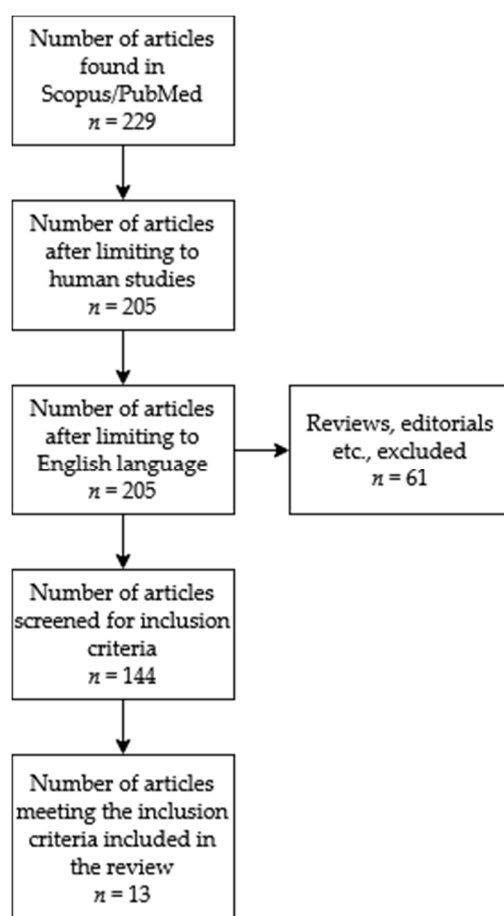 Number of articles
found in
Scopus/PubMed
n = 229
Number of articles
after limiting to
human studies
n = 205
Number of articles
after limiting to
English language
n = 205
Reviews, editorials
etc., excluded
n = 61
Number of articles
screened for inclusion
criteria
n = 144
Number of articles
meeting the inclusion
criteria included in
the review
n = 13